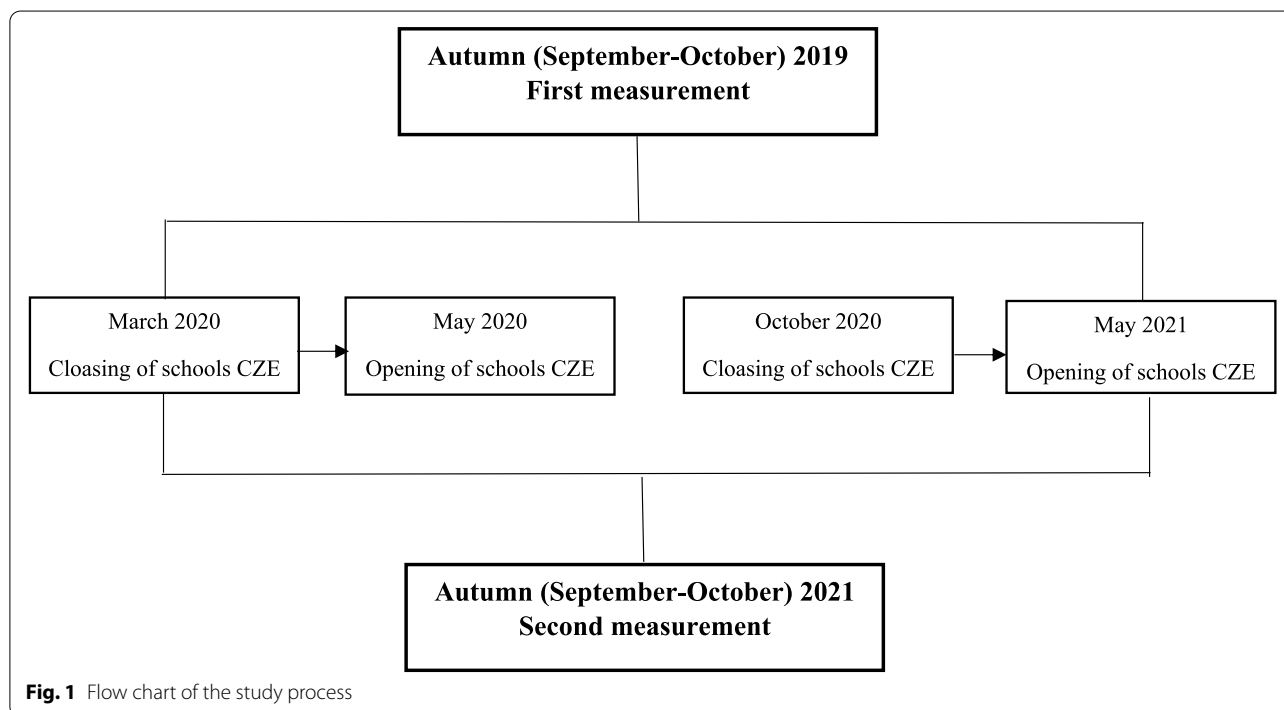 Autumn (September-October) 2019
First measurement
March 2020
Cloasing of schools CZE
May 2020
Opening of schools CZE
October 2020
Cloasing of schools CZE
May 2021
Opening of schools CZE
Autumn (September-October) 2021
Second measurement
Fig. 1 Flow chart of the study process